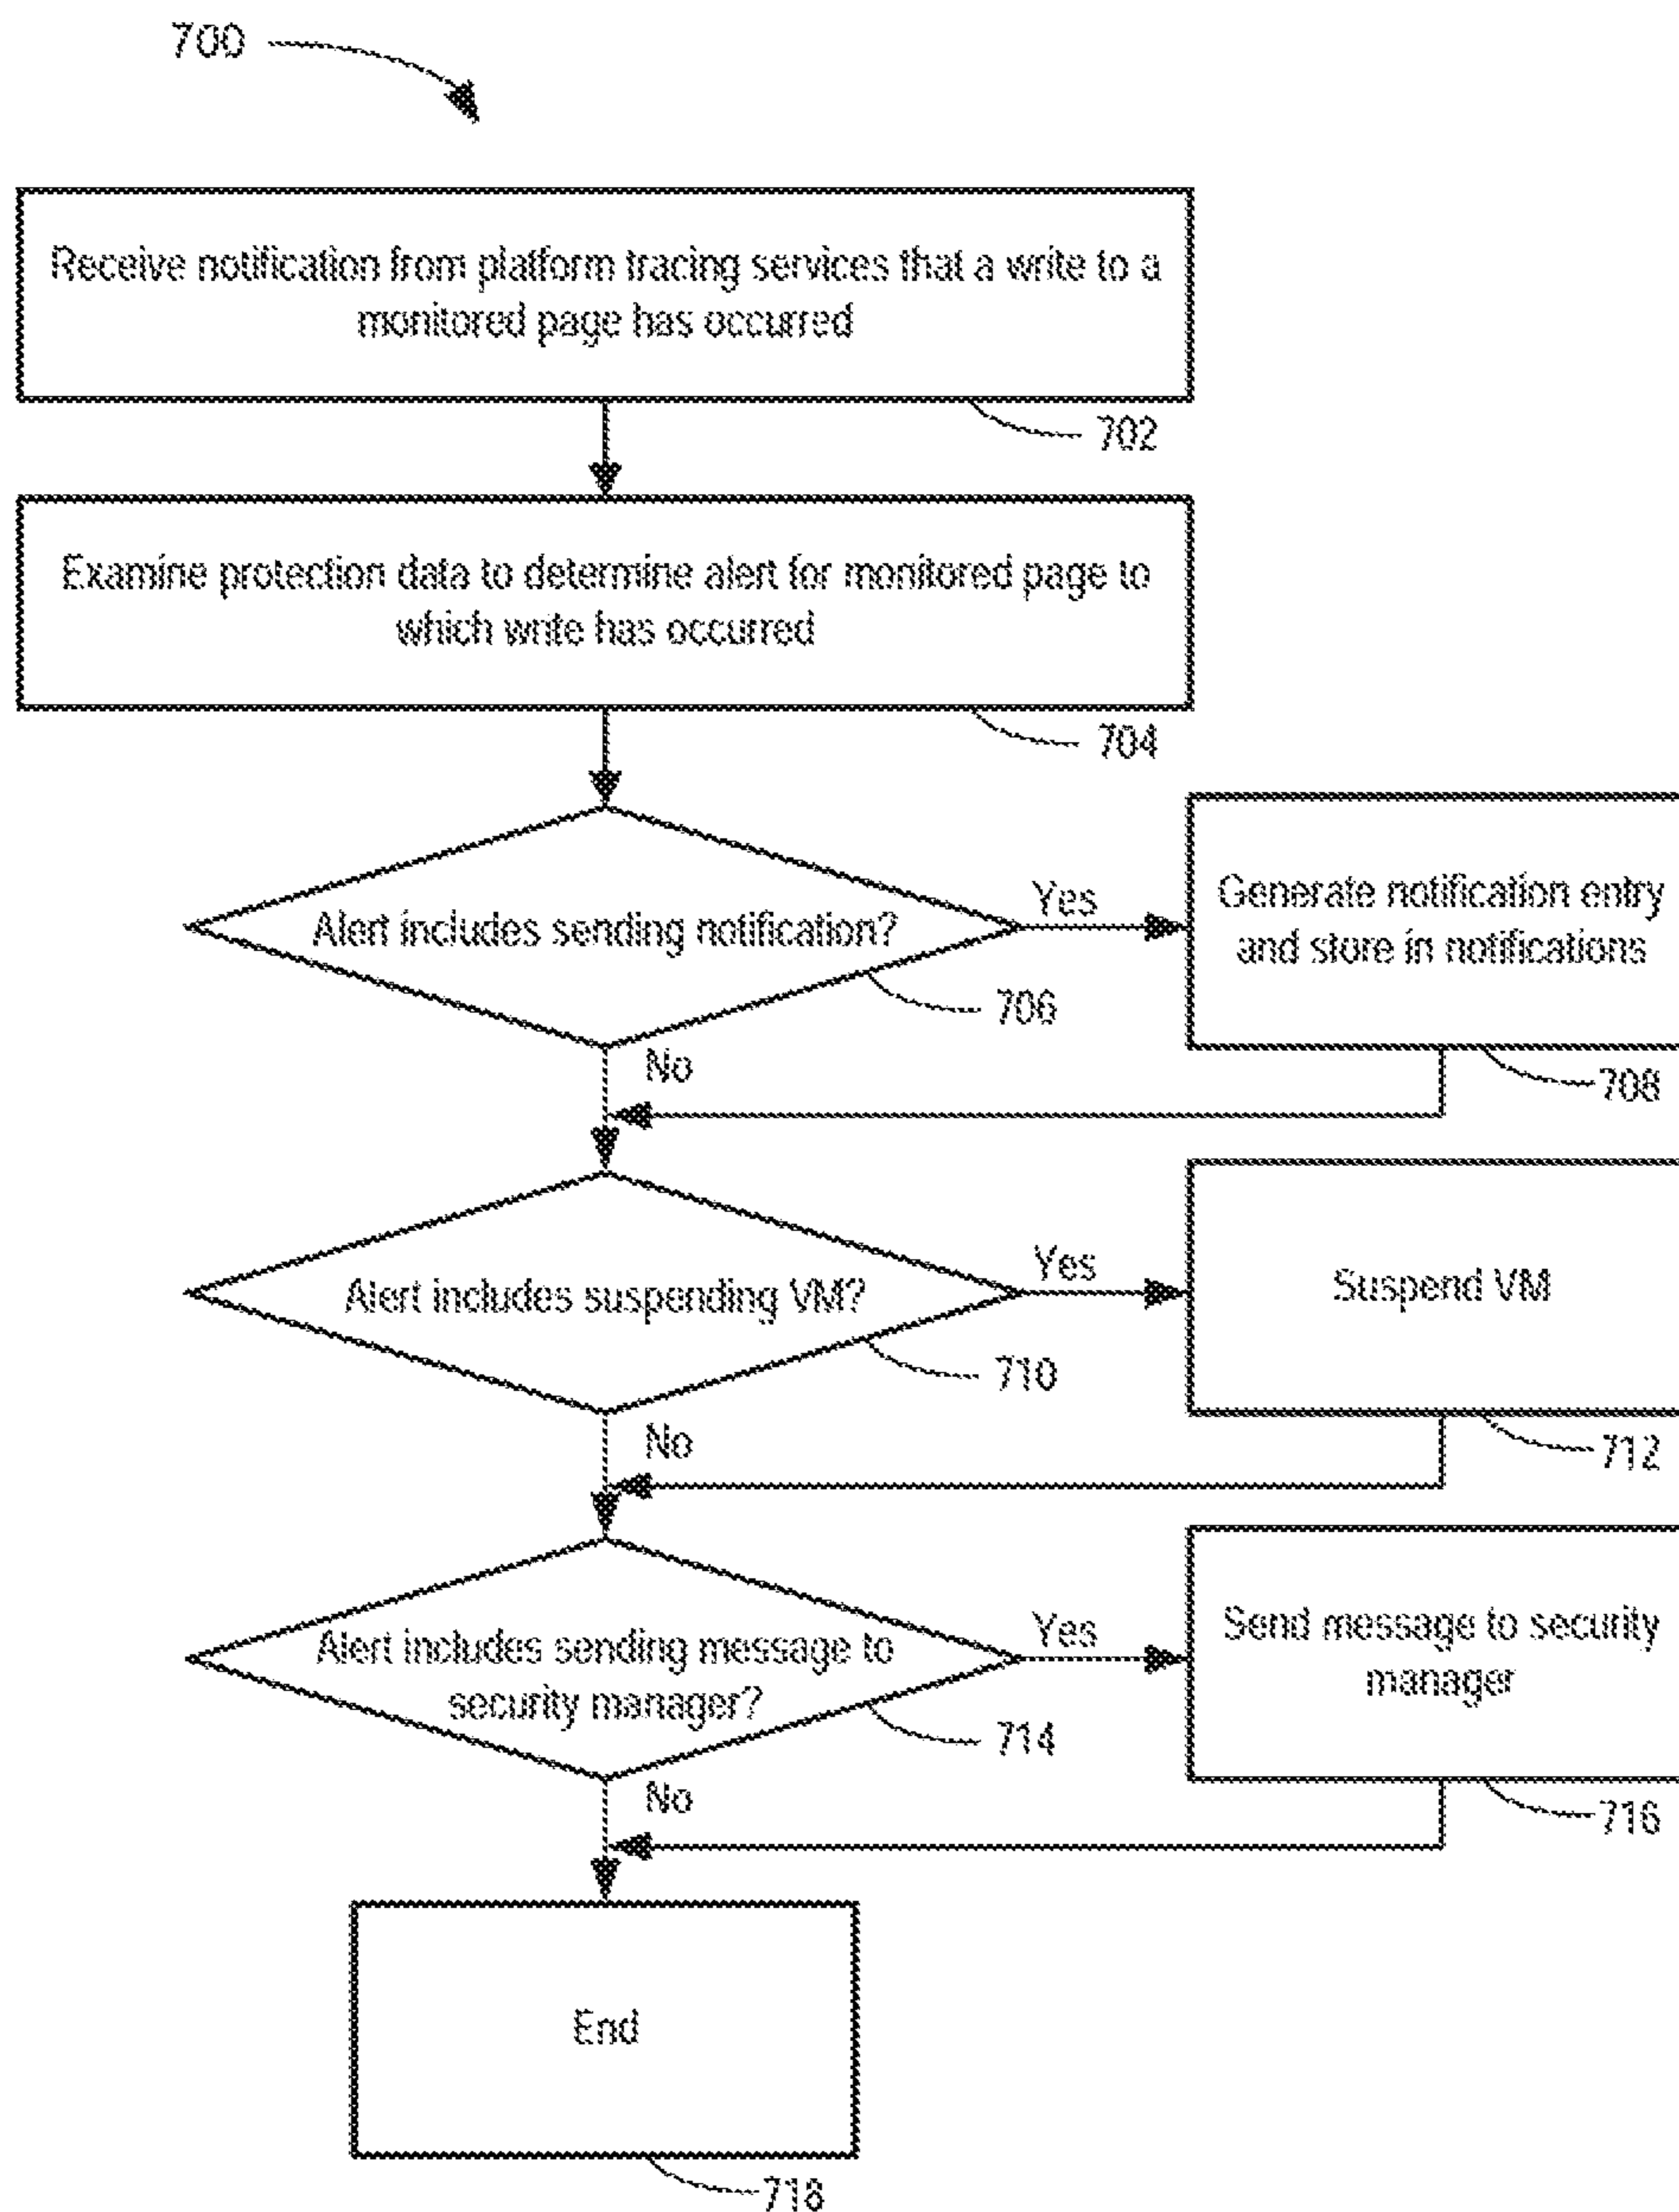 700
Receive notification from platform tracing services that a write to a
monitored page has occurred
702
Examine protection data to determine alert for monitored page to
which write has occurred
704
Alert includes sending notification?
Yes
Generate notification entry
and store in notifications
706
No
708
Alert includes suspending VM?
Yes
Suspend VM
710
No
712
Alert includes sending message to
security manager?
Yes
Send message to security
manager
714
No
716
End
718